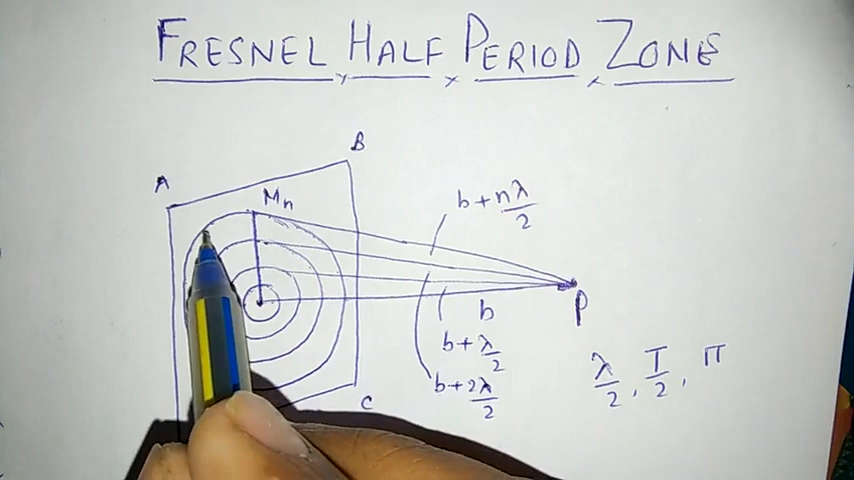 FRESNEL HALF PERIOD ZONE
B
A
Mn
b+nλ/2
P
b
b+λ/2
b+2λ/2
λ/2, T/2, π
C